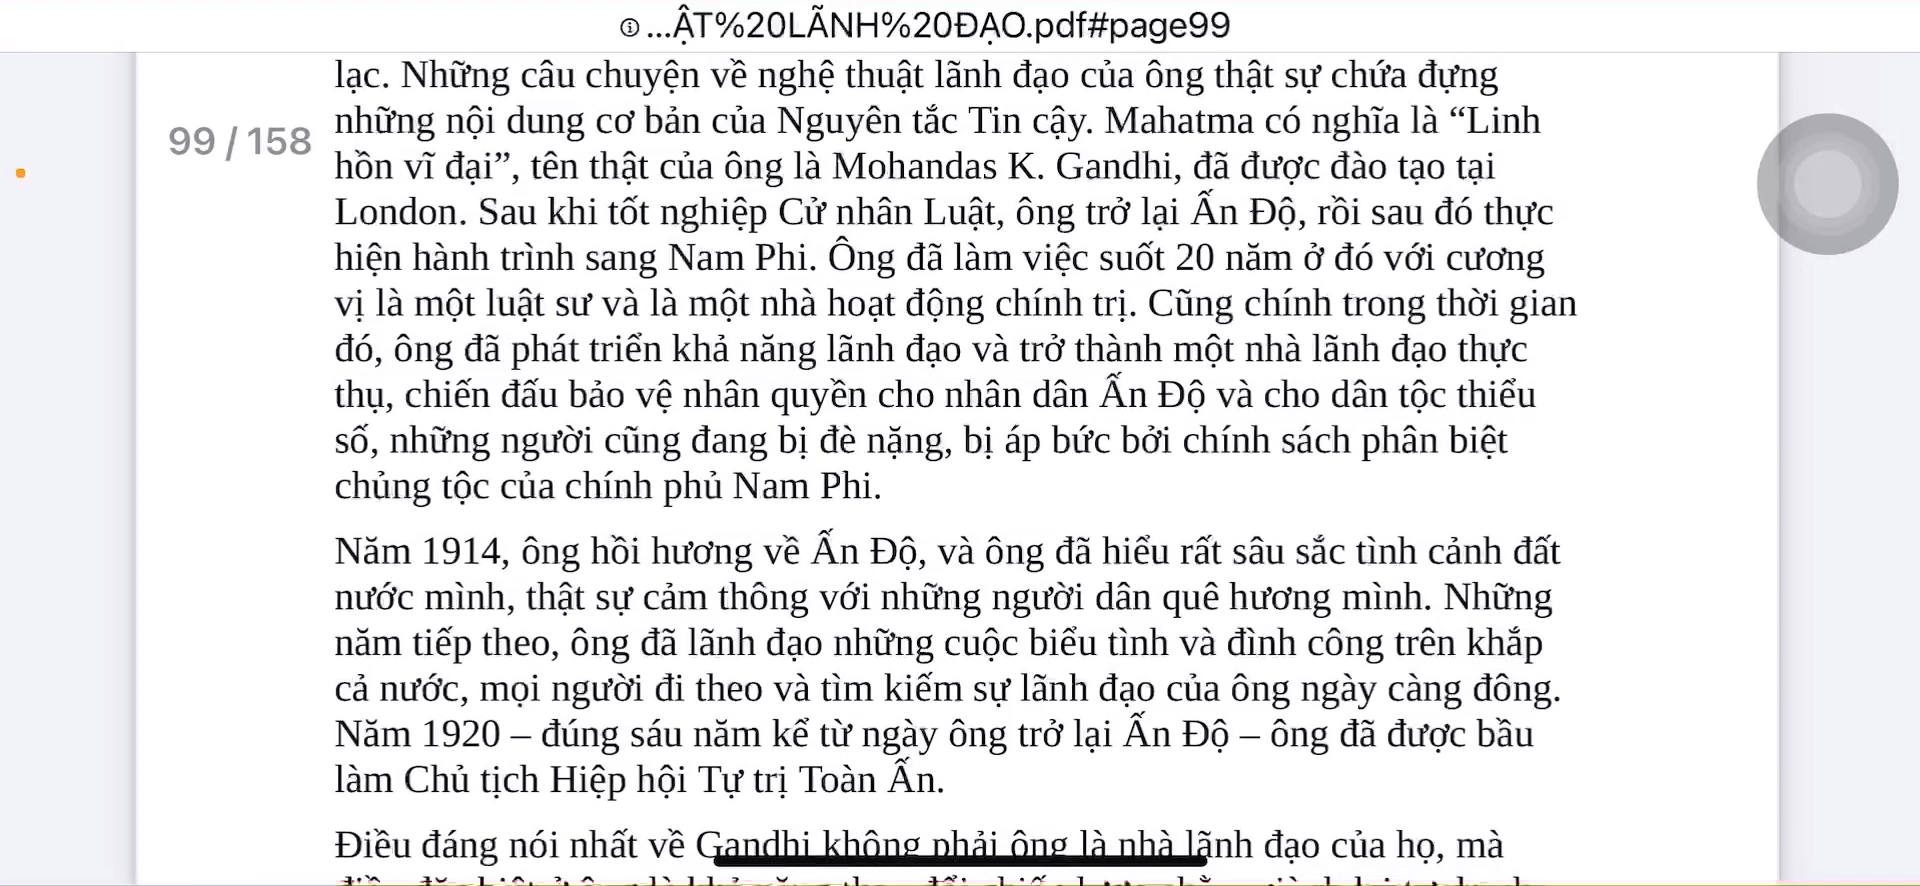 ...ẬT%20LÃNH%20ĐẠO.pdf#page99
99 / 158
lạc. Những câu chuyện về nghệ thuật lãnh đạo của ông thật sự chứa đựng
những nội dung cơ bản của Nguyên tắc Tin cậy. Mahatma có nghĩa là “Linh
hồn vĩ đại”, tên thật của ông là Mohandas K. Gandhi, đã được đào tạo tại
London. Sau khi tốt nghiệp Cử nhân Luật, ông trở lại Ấn Độ, rồi sau đó thực
hiện hành trình sang Nam Phi. Ông đã làm việc suốt 20 năm ở đó với cương
vị là một luật sư và là một nhà hoạt động chính trị. Cũng chính trong thời gian
đó, ông đã phát triển khả năng lãnh đạo và trở thành một nhà lãnh đạo thực
thụ, chiến đấu bảo vệ nhân quyền cho nhân dân Ấn Độ và cho dân tộc thiểu
số, những người cũng đang bị đè nặng, bị áp bức bởi chính sách phân biệt
chủng tộc của chính phủ Nam Phi.
Năm 1914, ông hồi hương về Ấn Độ, và ông đã hiểu rất sâu sắc tình cảnh đất
nước mình, thật sự cảm thông với những người dân quê hương mình. Những
năm tiếp theo, ông đã lãnh đạo những cuộc biểu tình và đình công trên khắp
cả nước, mọi người đi theo và tìm kiếm sự lãnh đạo của ông ngày càng đông.
Năm 1920 – đúng sáu năm kể từ ngày ông trở lại Ấn Độ – ông đã được bầu
làm Chủ tịch Hiệp hội Tự trị Toàn Ấn.
Điều đáng nói nhất về Gandhi không phải ông là nhà lãnh đạo của họ, mà